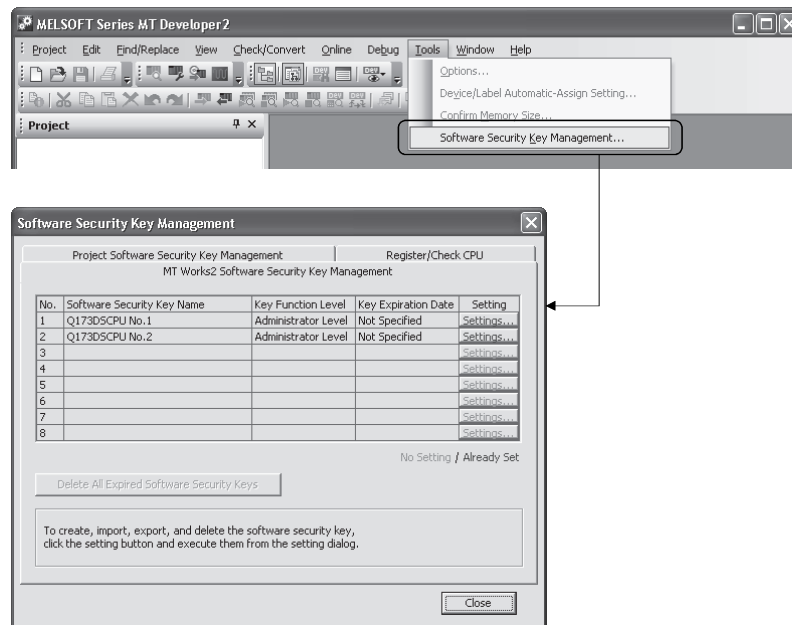 MELSOFT Series MT Developer2
Project Edit Find/Replace View Check/Convert Online Debug Tools Window Help
Options...
Device/Label Automatic-Assign Setting...
Confirm Memory Size...
Software Security Key Management...
Project
Software Security Key Management
Project Software Security Key Management Register/Check CPU
MT Works2 Software Security Key Management
No. Software Security Key Name Key Function Level Key Expiration Date Setting
1 Q173DSCPU No.1 Administrator Level Not Specified Settings...
2 Q173DSCPU No.2 Administrator Level Not Specified Settings...
3 Settings...
4 Settings...
5 Settings...
6 Settings...
7 Settings...
8 Settings...
No Setting / Already Set
Delete All Expired Software Security Keys
To create, import, export, and delete the software security key,
click the setting button and execute them from the setting dialog.
Close